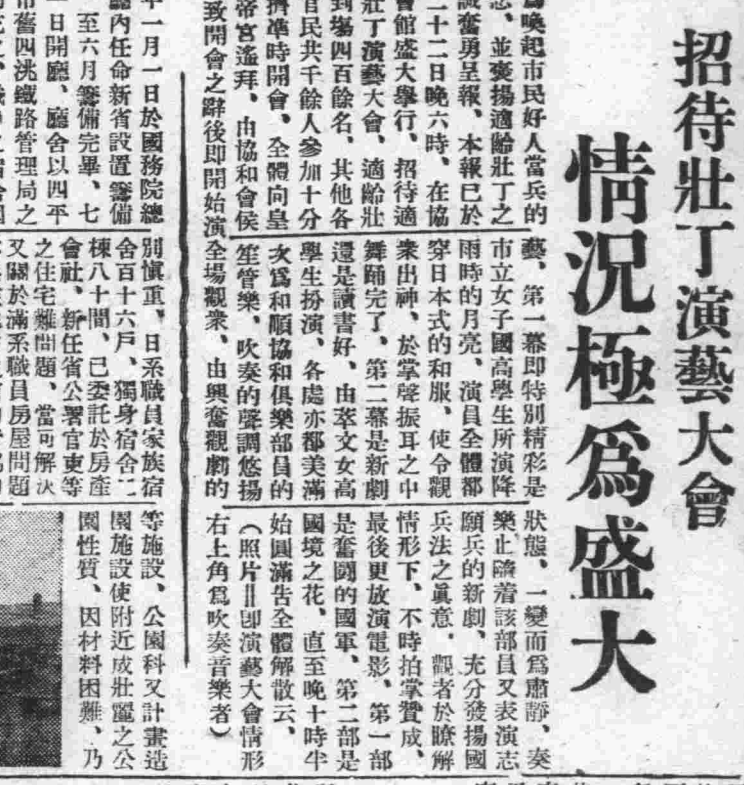 招待壯丁演藝大會
情況極爲盛大
爲喚起市民好人當兵的
並褒揚適齡壯丁之
誠奮勇呈報、本報已於
二十二日晚六時、在協
會館盛大舉行、招待適
壯丁演藝大會、適齡壯
到場四百餘名、其他各
官民共千餘人參加十分
擠準時開會、全體向皇
帝宮遙拜、由協和會侯
致開會之辭後即開始演
藝、第一幕即特別精彩是
市立女子國高學生所演降
雨時的月亮、演員全體都
穿日本式的和服、使令觀
衆出神、於掌聲振耳之中
舞踊完了、第二幕是新劇
還是讀書好、由萃文女高
學生扮演、各處亦都美滿
次爲和順協和俱樂部員的
笙管樂、吹奏的聲調悠揚
全場觀衆、由興奮觀劇的
狀態、一變而爲肅靜、奏
樂止隨着該部員又表演志
願兵的新劇、充分發揚國
兵法之眞意、觀者於瞭解
情形下、不時拍掌贊成、
最後更放演電影、第一部
是奮鬪的國軍、第二部是
國境之花、直至晚十時半
始圓滿告全體解散云、
（照片＝即演藝大會情形
右上角爲吹奏音樂者）
年一月一日於國務院總
廳內任命新省設置籌備
至六月籌備完畢、七
一日開廳、廳舍以四平
市舊四洮鐵路管理局之
別愼重、日系職員家族宿
舍百十六戶、獨身宿舍二
棟八十間、已委託於房產
會社、新任省公署官吏等
之住宅難問題、當可解決
又關於滿系職員房屋問題
等施設、公園科又計畫造
園施設使附近成壯麗之公
園性質、因材料困難、乃